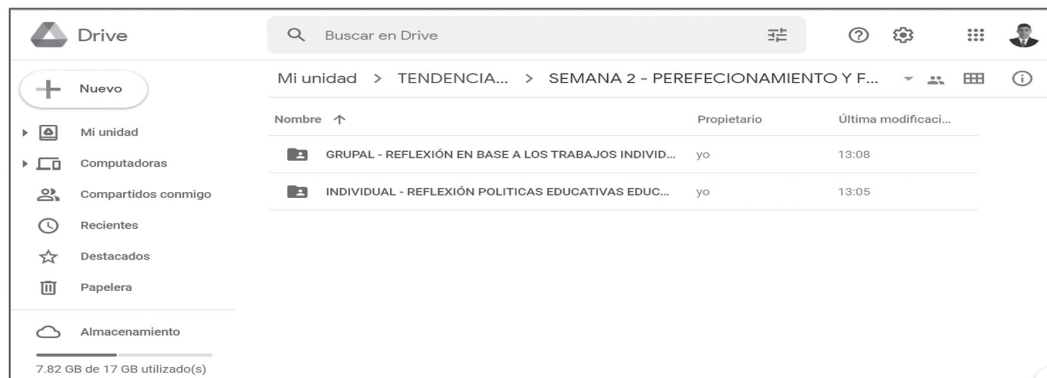 Drive
Buscar en Drive
Nuevo
Mi unidad > TENDENCIA... > SEMANA 2 - PEREFECIONAMIENTO Y F...
Nombre ↑ Propietario Última modificaci...
Mi unidad
GRUPAL - REFLEXIÓN EN BASE A LOS TRABAJOS INDIVID... yo 13:08
Computadoras
INDIVIDUAL - REFLEXIÓN POLITICAS EDUCATIVAS EDUC... yo 13:05
Compartidos conmigo
Recientes
Destacados
Papelera
Almacenamiento
7.82 GB de 17 GB utilizado(s)